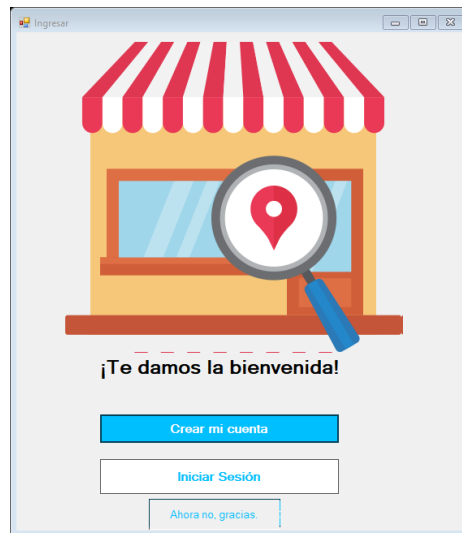 Ingresar
¡Te damos la bienvenida!
Crear mi cuenta
Iniciar Sesión
Ahora no, gracias.